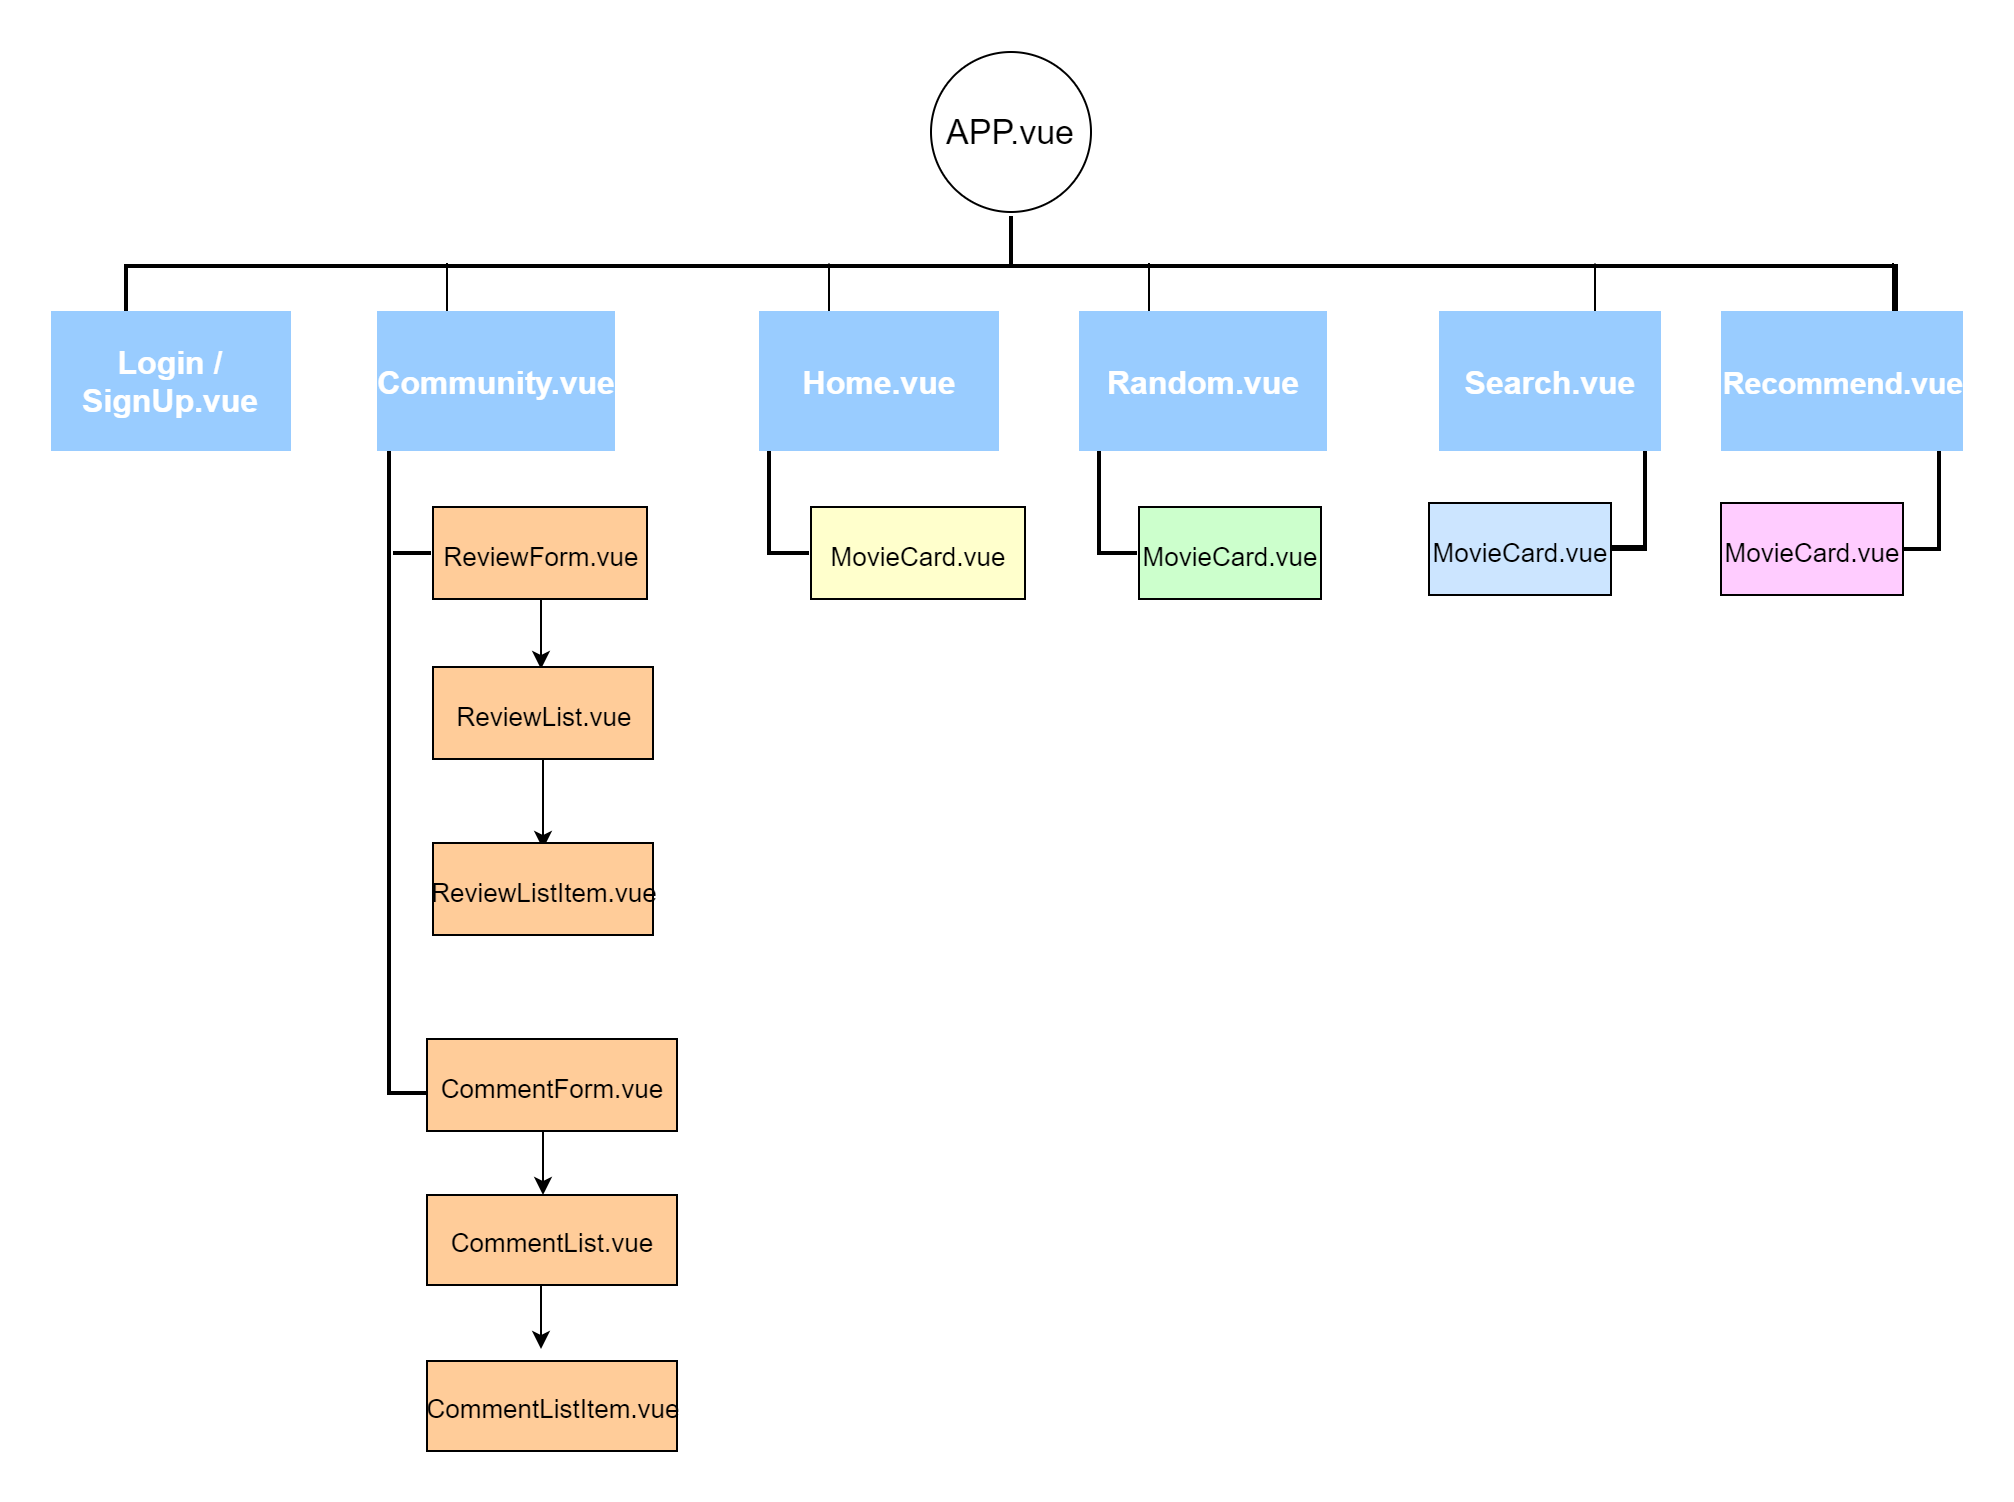 APP.vue
Login /
SignUp.vue
Community.vue
Home.vue
Random.vue
Search.vue
Recommend.vue
ReviewForm.vue
MovieCard.vue
MovieCard.vue
MovieCard.vue
MovieCard.vue
ReviewList.vue
ReviewListItem.vue
CommentForm.vue
CommentList.vue
CommentListItem.vue